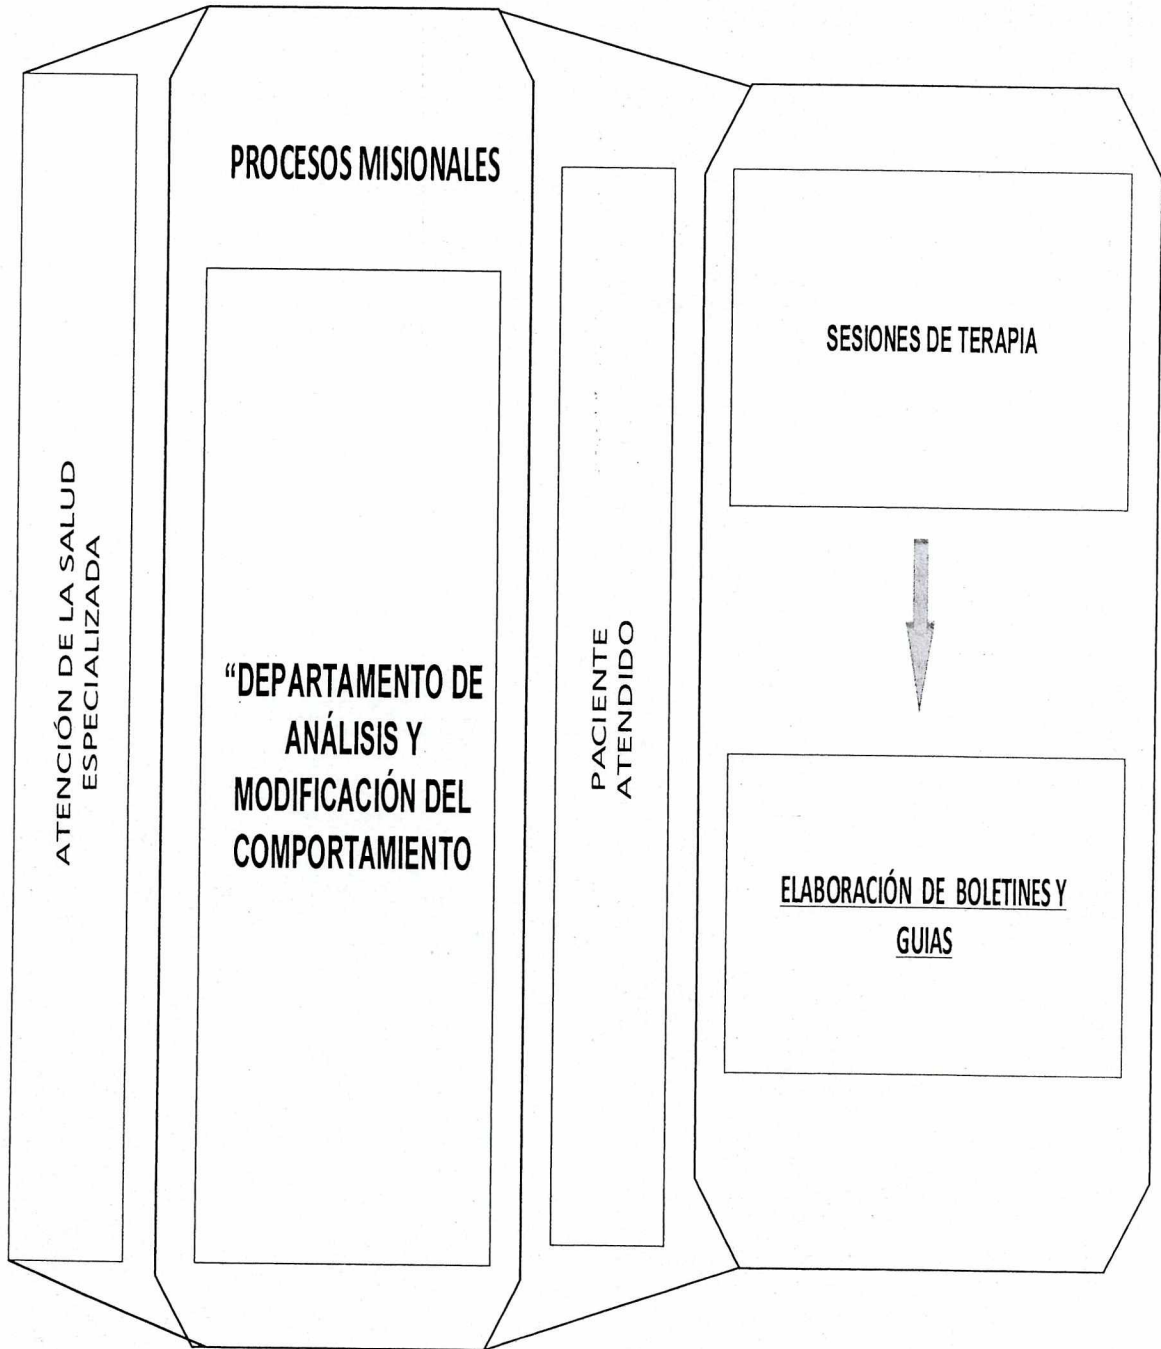 ATENCIÓN DE LA SALUD
ESPECIALIZADA
PROCESOS MISIONALES
“DEPARTAMENTO DE
ANÁLISIS Y
MODIFICACIÓN DEL
COMPORTAMIENTO
PACIENTE
ATENDIDO
SESIONES DE TERAPIA
ELABORACIÓN DE BOLETINES Y
GUIAS